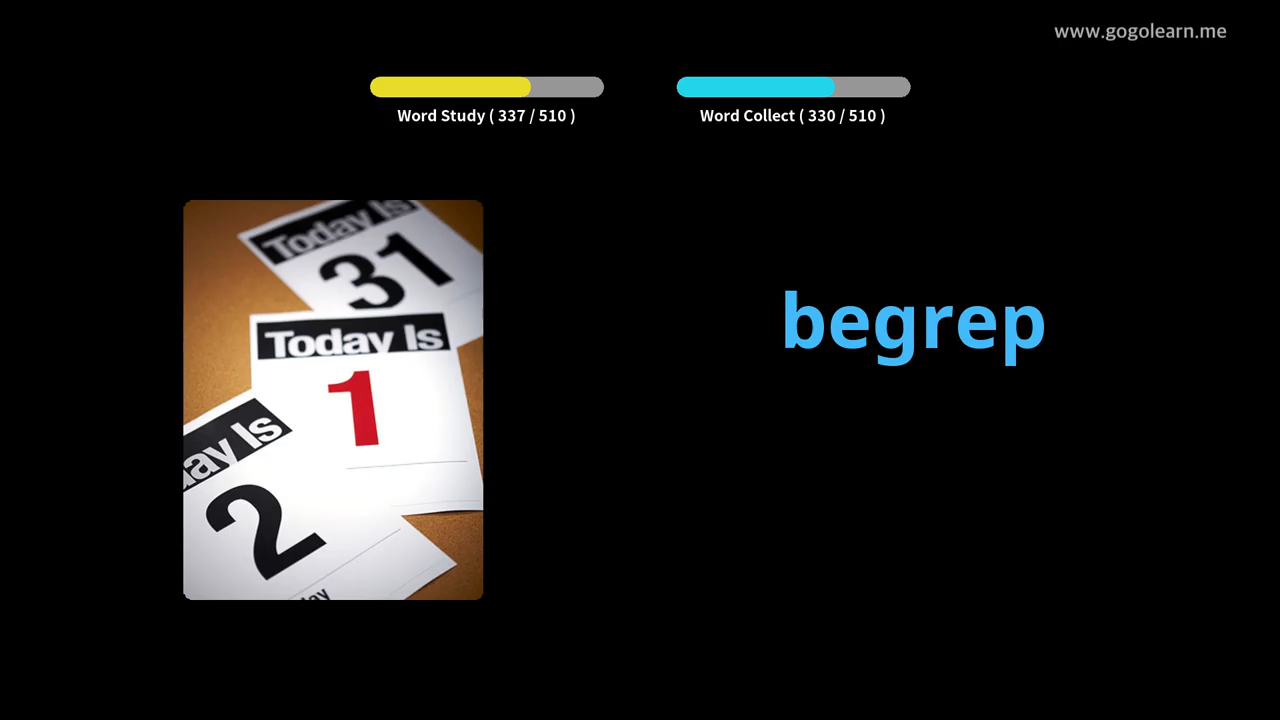 www.gogolearn.me
Word Study ( 337 / 510 )
Word Collect ( 330 / 510 )
Today Is
31
Today Is
1
day Is
2
begrep